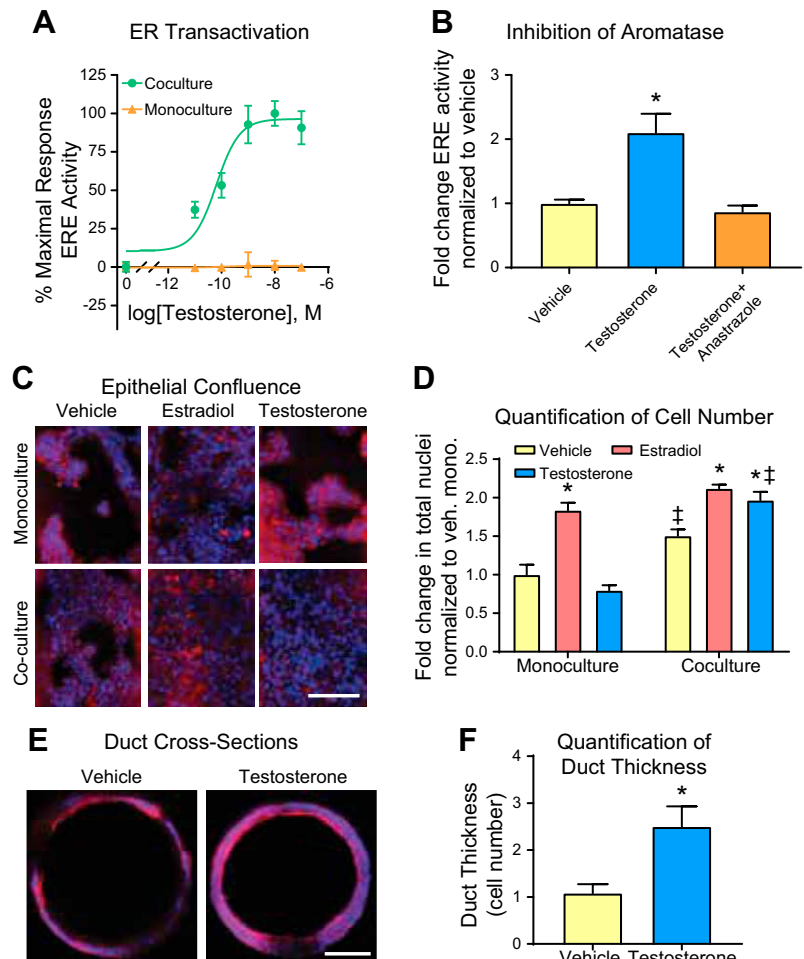 A
ER Transactivation
% Maximal Response
ERE Activity
125
100
75
50
25
0
-25
Coculture
Monoculture
0
-12
-10
-8
-6
log[Testosterone], M
B
Inhibition of Aromatase
Fold change ERE activity
normalized to vehicle
3
2
1
0
*
Vehicle
Testosterone
Testosterone+
Anastrazole
C
Epithelial Confluence
Vehicle
Estradiol
Testosterone
Monoculture
Co-culture
D
Quantification of Cell Number
Vehicle
Estradiol
Testosterone
Fold change in total nuclei
normalized to veh. mono.
2.5
2.0
1.5
1.0
0.5
0.0
*
‡
*
*‡
Monoculture
Coculture
E
Duct Cross-Sections
Vehicle
Testosterone
F
Quantification of
Duct Thickness
Duct Thickness
(cell number)
4
3
2
1
0
*
Vehicle
Testosterone